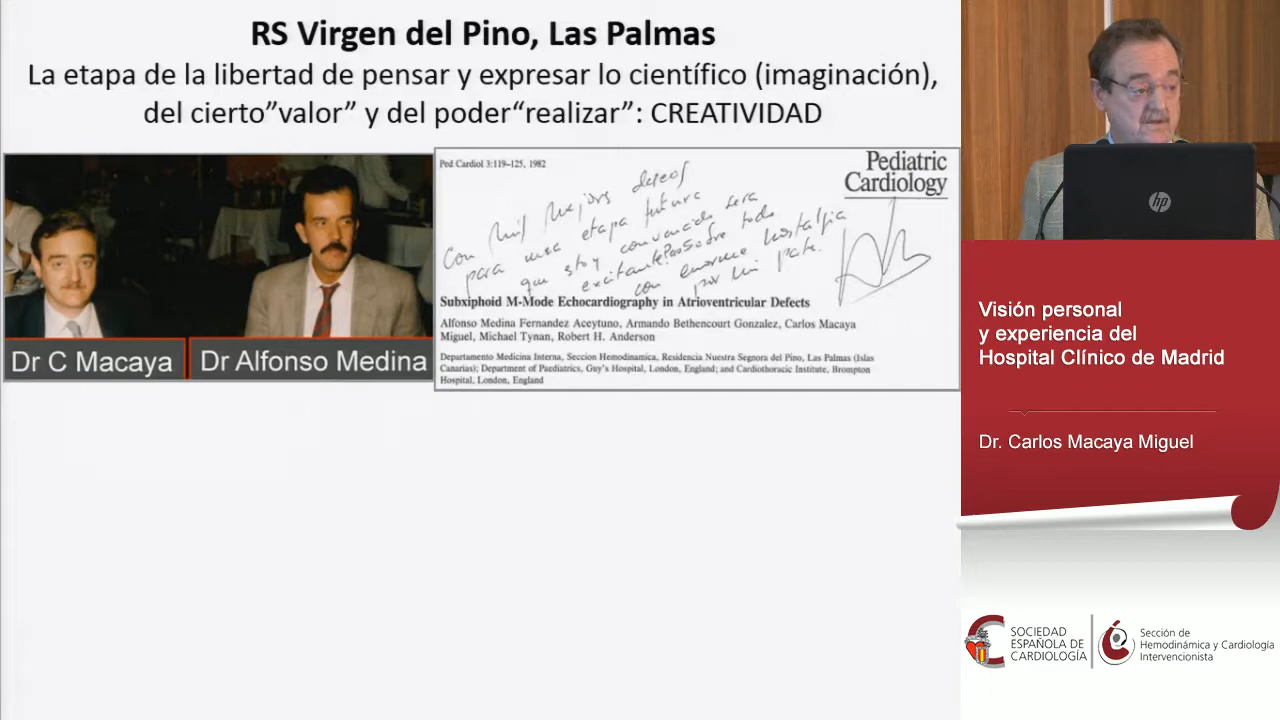 RS Virgen del Pino, Las Palmas
La etapa de la libertad de pensar y expresar lo científico (imaginación),
del cierto”valor” y del poder“realizar”: CREATIVIDAD
Dr C Macaya
Dr Alfonso Medina
Ped Cardiol 3:119–125, 1982
Pediatric
Cardiology
Con mis mejores deseos
para una etapa futura
que estoy convencido sera
excitante. Sobre todo
con enorme nostalgia
por mi parte.
Subxiphoid M-Mode Echocardiography in Atrioventricular Defects
Alfonso Medina Fernandez Aceytuno, Armando Bethencourt Gonzalez, Carlos Macaya
Miguel, Michael Tynan, Robert H. Anderson
Departamento Medicina Interna, Seccion Hemodinamica, Residencia Nuestra Segnora del Pino, Las Palmas (Islas
Canarias); Department of Paediatrics, Guy's Hospital, London, England; and Cardiothoracic Institute, Brompton
Hospital, London, England
hp
Visión personal
y experiencia del
Hospital Clínico de Madrid
Dr. Carlos Macaya Miguel
SOCIEDAD
ESPAÑOLA DE
CARDIOLOGÍA
Sección de
Hemodinámica y Cardiología
Intervencionista